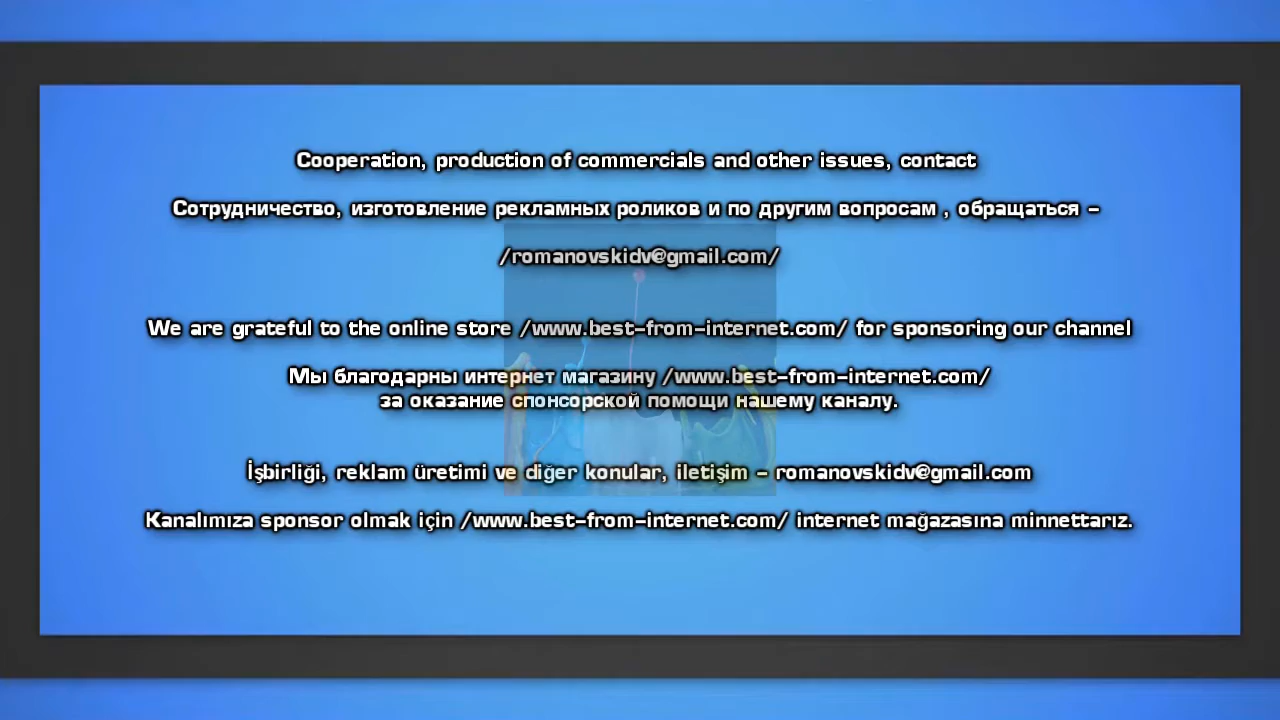 Cooperation, production of commercials and other issues, contact
Сотрудничество, изготовление рекламных роликов и по другим вопросам , обращаться -
/romanovskidv@gmail.com/
We are grateful to the online store /www.best-from-internet.com/ for sponsoring our channel
Мы благодарны интернет магазину /www.best-from-internet.com/
за оказание спонсорской помощи нашему каналу.
İşbirliği, reklam üretimi ve diğer konular, iletişim - romanovskidv@gmail.com
Kanalımıza sponsor olmak için /www.best-from-internet.com/ internet mağazasına minnettarız.